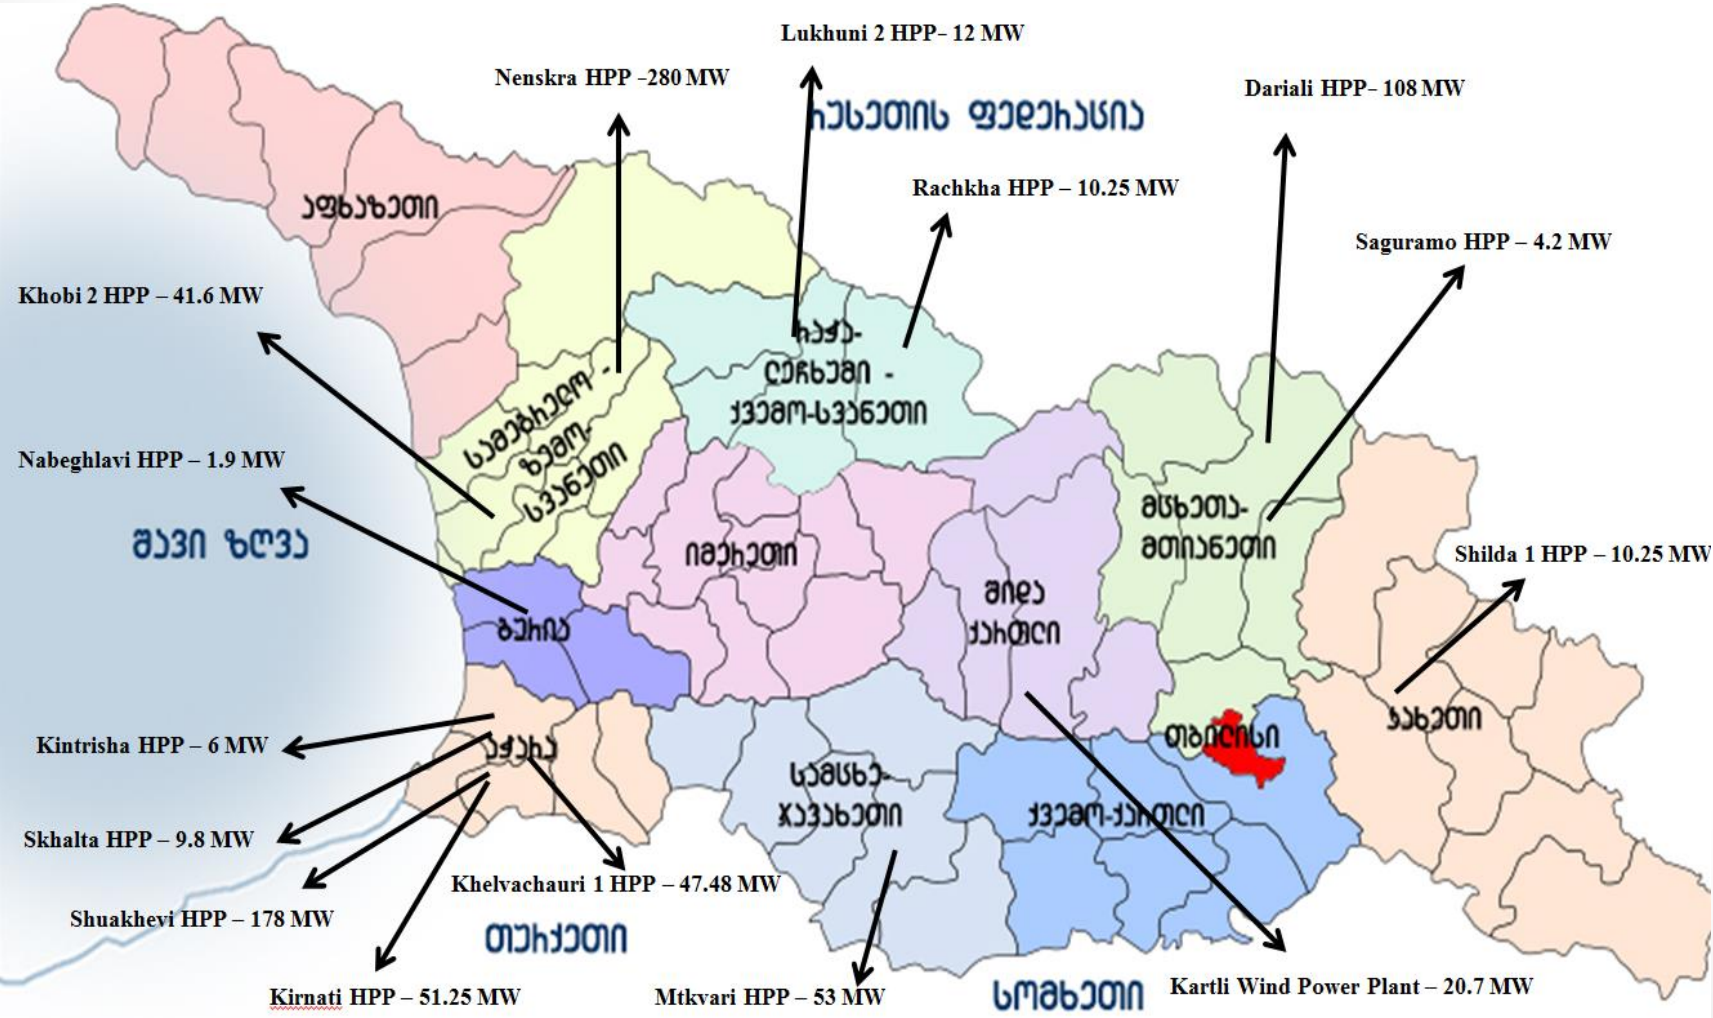 Lukhuni 2 HPP– 12 MW
Nenskra HPP –280 MW
Dariali HPP– 108 MW
რუსეთის ფედერაცია
Rachkha HPP – 10.25 MW
აფხაზეთი
Saguramo HPP – 4.2 MW
Khobi 2 HPP – 41.6 MW
რაჭა-
ლეჩხუმი -
ქვემო-სვანეთი
სამეგრელო -
ზემო-
სვანეთი
Nabeghlavi HPP – 1.9 MW
მცხეთა-
მთიანეთი
შავი ზღვა
იმერეთი
Shilda 1 HPP – 10.25 MW
შიდა
ქართლი
გურია
კახეთი
თბილისი
Kintrisha HPP – 6 MW
აჭარა
სამცხე-
ჯავახეთი
ქვემო-ქართლი
Skhalta HPP – 9.8 MW
Khelvachauri 1 HPP – 47.48 MW
Shuakhevi HPP – 178 MW
თურქეთი
Kirnati HPP – 51.25 MW
Mtkvari HPP – 53 MW
სომხეთი
Kartli Wind Power Plant – 20.7 MW